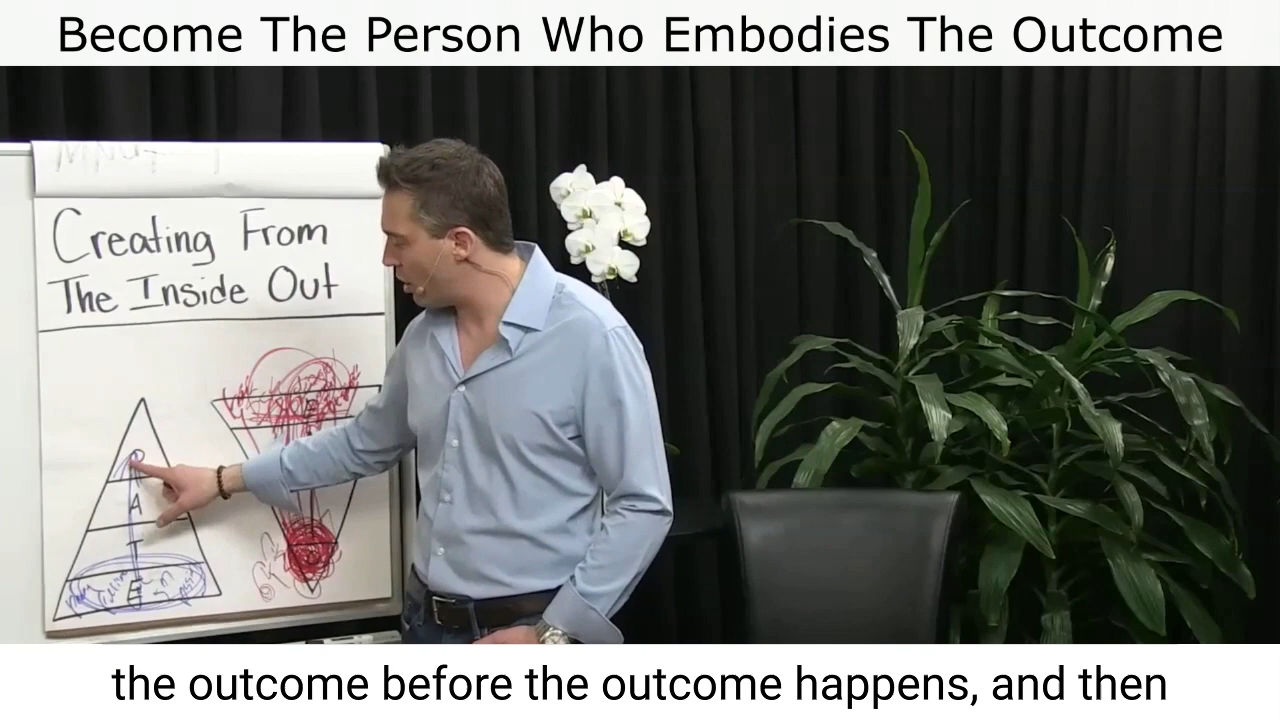 Become The Person Who Embodies The Outcome
Creating From
The Inside Out
R
A
T
E
the outcome before the outcome happens, and then